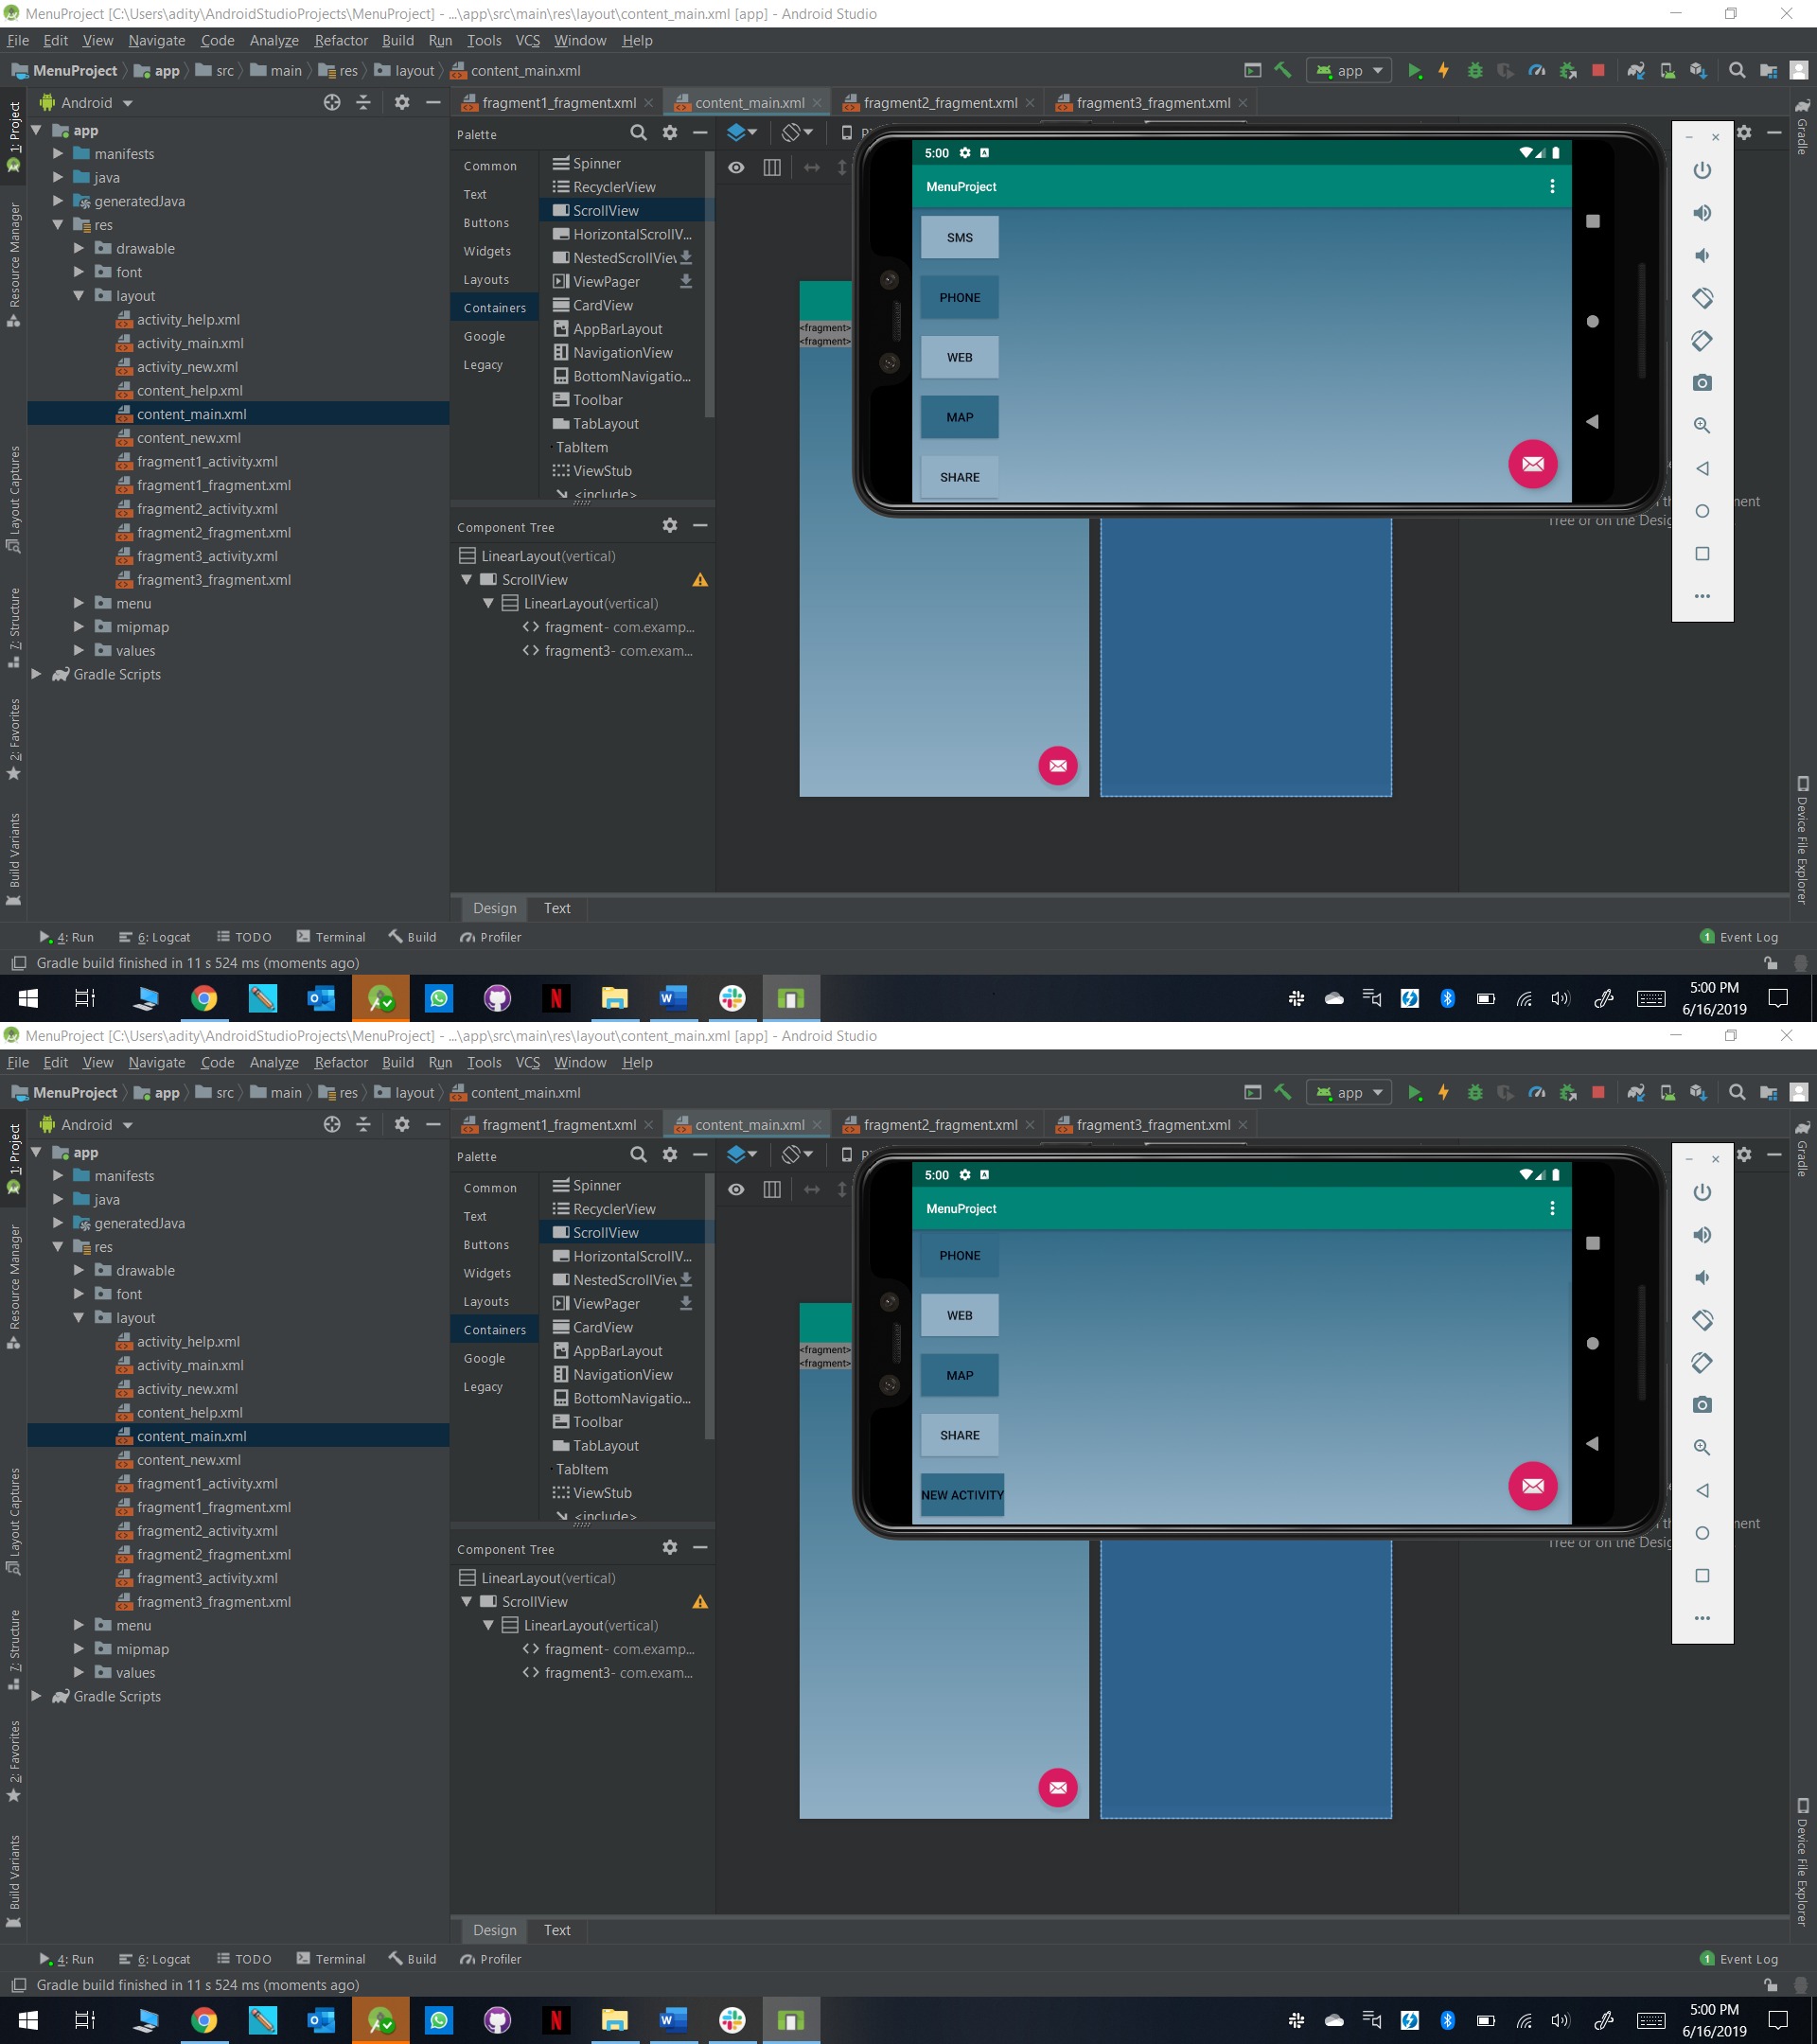 MenuProject [C:\Users\adity\AndroidStudioProjects\MenuProject] - ...\app\src\main\res\layout\content_main.xml [app] - Android Studio
File Edit View Navigate Code Analyze Refactor Build Run Tools VCS Window Help
MenuProject app src main res layout content_main.xml app
Android fragment1_fragment.xml content_main.xml fragment2_fragment.xml fragment3_fragment.xml
1: Project
Resource Manager
Layout Captures
7: Structure
2: Favorites
Build Variants
app
manifests
java
generatedJava
res
drawable
font
layout
activity_help.xml
activity_main.xml
activity_new.xml
content_help.xml
content_main.xml
content_new.xml
fragment1_activity.xml
fragment1_fragment.xml
fragment2_activity.xml
fragment2_fragment.xml
fragment3_activity.xml
fragment3_fragment.xml
menu
mipmap
values
Gradle Scripts
Palette
Common
Text
Buttons
Widgets
Layouts
Containers
Google
Legacy
Spinner
RecyclerView
ScrollView
HorizontalScrollV...
NestedScrollVie
ViewPager
CardView
AppBarLayout
NavigationView
BottomNavigatio...
Toolbar
TabLayout
TabItem
ViewStub
<include>
Component Tree
LinearLayout(vertical)
ScrollView
LinearLayout(vertical)
fragment- com.examp...
fragment3- com.exam...
<fragment>
<fragment>
5:00
MenuProject
SMS
PHONE
WEB
MAP
SHARE
Tree or on the Desig
Gradle
Device File Explorer
Design Text
4: Run 6: Logcat TODO Terminal Build Profiler 1 Event Log
Gradle build finished in 11 s 524 ms (moments ago)
5:00 PM
6/16/2019
MenuProject [C:\Users\adity\AndroidStudioProjects\MenuProject] - ...\app\src\main\res\layout\content_main.xml [app] - Android Studio
File Edit View Navigate Code Analyze Refactor Build Run Tools VCS Window Help
MenuProject app src main res layout content_main.xml app
Android fragment1_fragment.xml content_main.xml fragment2_fragment.xml fragment3_fragment.xml
1: Project
Resource Manager
Layout Captures
7: Structure
2: Favorites
Build Variants
app
manifests
java
generatedJava
res
drawable
font
layout
activity_help.xml
activity_main.xml
activity_new.xml
content_help.xml
content_main.xml
content_new.xml
fragment1_activity.xml
fragment1_fragment.xml
fragment2_activity.xml
fragment2_fragment.xml
fragment3_activity.xml
fragment3_fragment.xml
menu
mipmap
values
Gradle Scripts
Palette
Common
Text
Buttons
Widgets
Layouts
Containers
Google
Legacy
Spinner
RecyclerView
ScrollView
HorizontalScrollV...
NestedScrollVie
ViewPager
CardView
AppBarLayout
NavigationView
BottomNavigatio...
Toolbar
TabLayout
TabItem
ViewStub
<include>
Component Tree
LinearLayout(vertical)
ScrollView
LinearLayout(vertical)
fragment- com.examp...
fragment3- com.exam...
<fragment>
<fragment>
5:00
MenuProject
PHONE
WEB
MAP
SHARE
NEW ACTIVITY
Tree or on the Desig
Gradle
Device File Explorer
Design Text
4: Run 6: Logcat TODO Terminal Build Profiler 1 Event Log
Gradle build finished in 11 s 524 ms (moments ago)
5:00 PM
6/16/2019